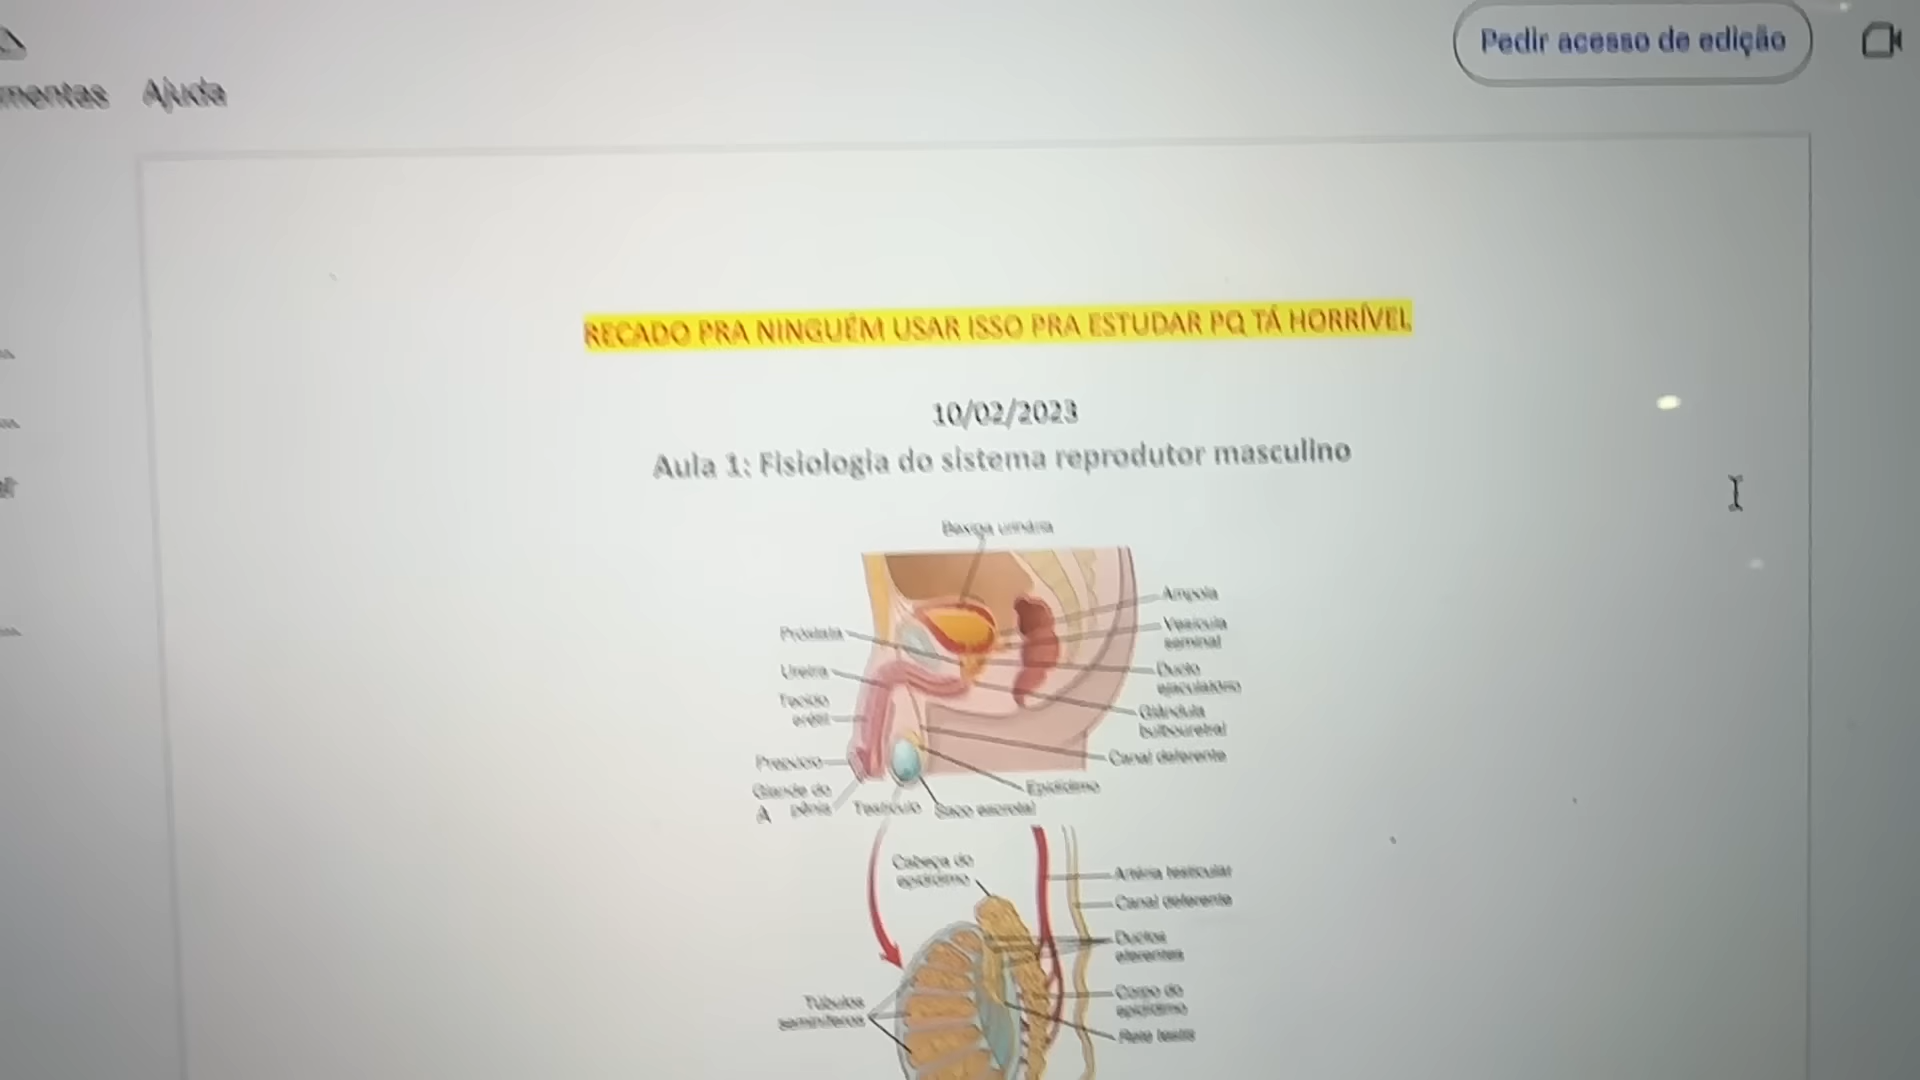 Pedir acesso de edição
mentas Ajuda
RECADO PRA NINGUÉM USAR ISSO PRA ESTUDAR PQ TÁ HORRÍVEL
10/02/2023
Aula 1: Fisiologia do sistema reprodutor masculino
Bexiga urinária
Ampola
Próstata
Vesícula
seminal
Uretra
Ducto
ejaculatório
Tecido
erétil
Glândula
bulbouretral
Canal deferente
Prepúcio
Epidídimo
Glande do
pênis
A
Testículo
Saco escrotal
Cabeça do
epidídimo
Artéria testicular
Canal deferente
Ductos
eferentes
Corpo do
epidídimo
Túbulos
seminíferos
Rete testis